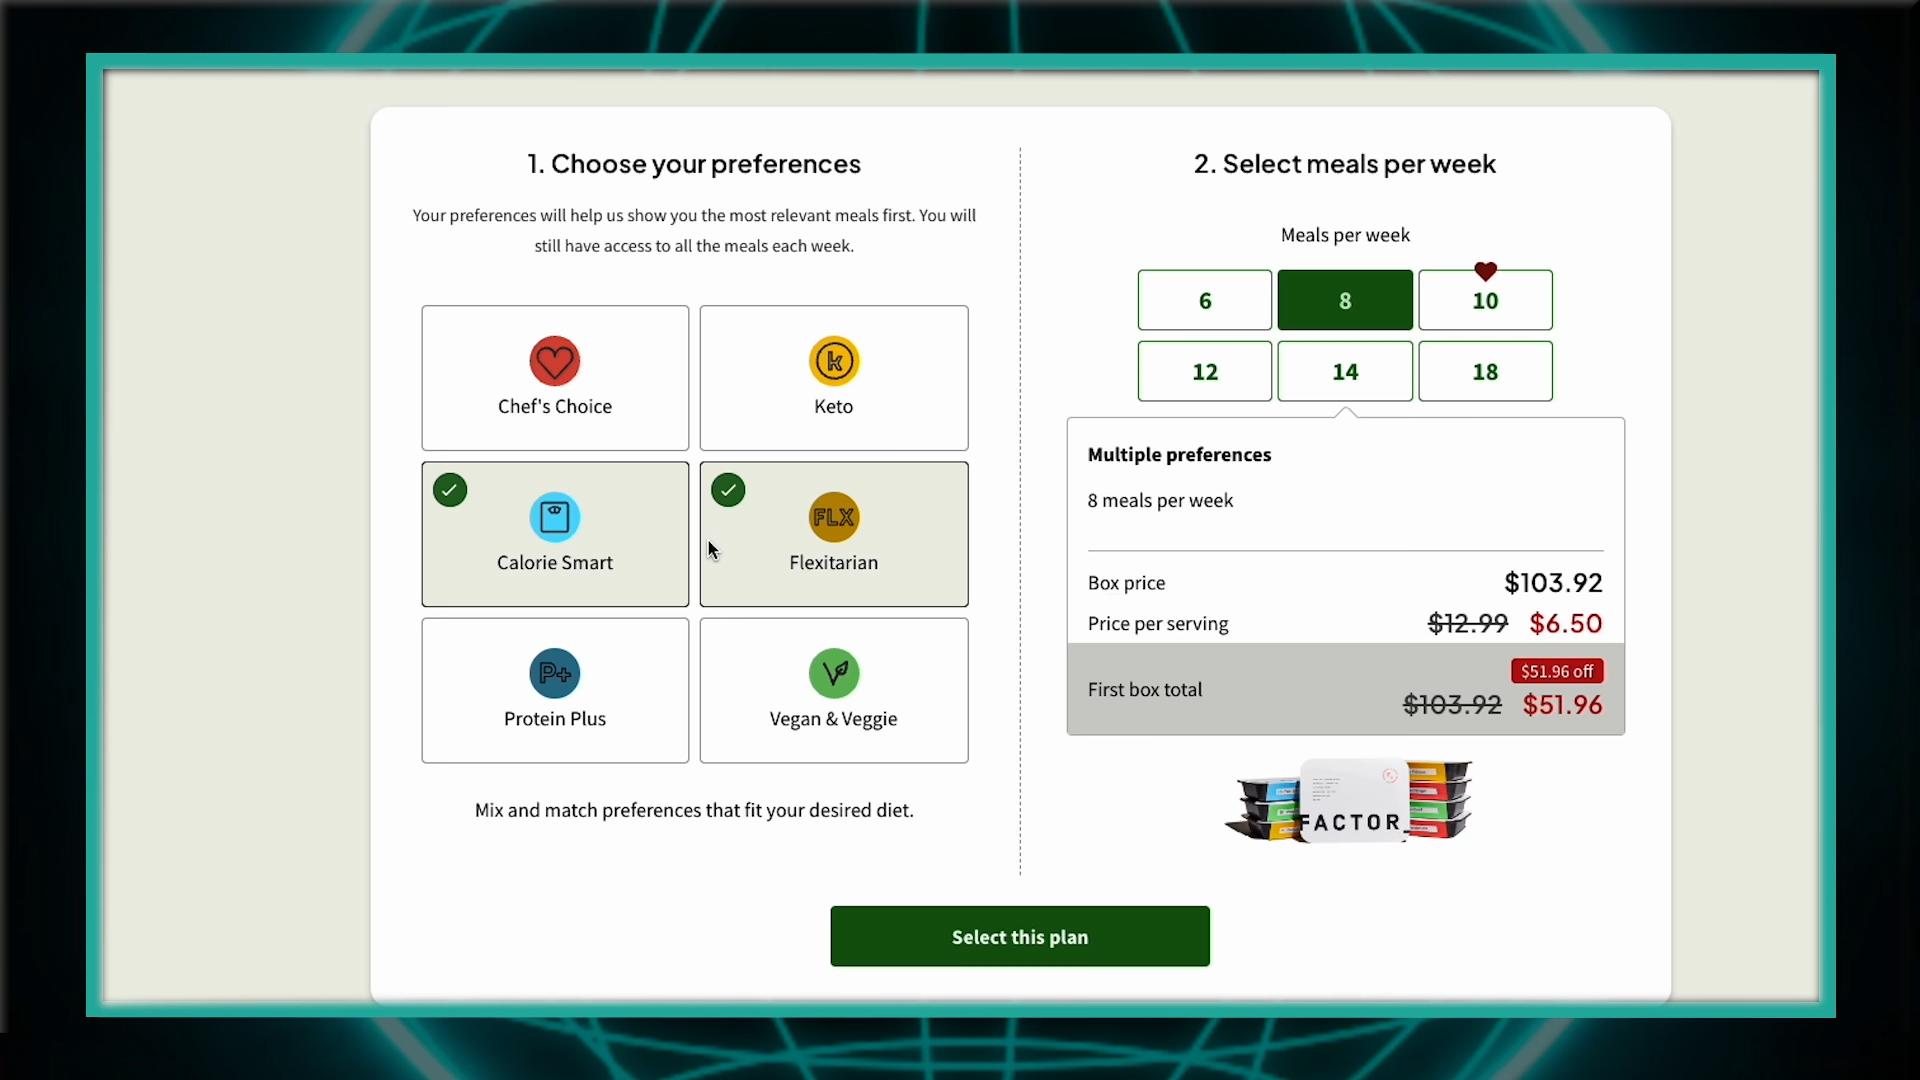 1. Choose your preferences
Your preferences will help us show you the most relevant meals first. You will
still have access to all the meals each week.
Chef's Choice
k
Keto
Calorie Smart
FLX
Flexitarian
P+
Protein Plus
V
Vegan & Veggie
Mix and match preferences that fit your desired diet.
2. Select meals per week
Meals per week
6
8
10
12
14
18
Multiple preferences
8 meals per week
Box price
$103.92
Price per serving
$12.99 $6.50
$51.96 off
First box total
$103.92 $51.96
FACTOR_
Select this plan